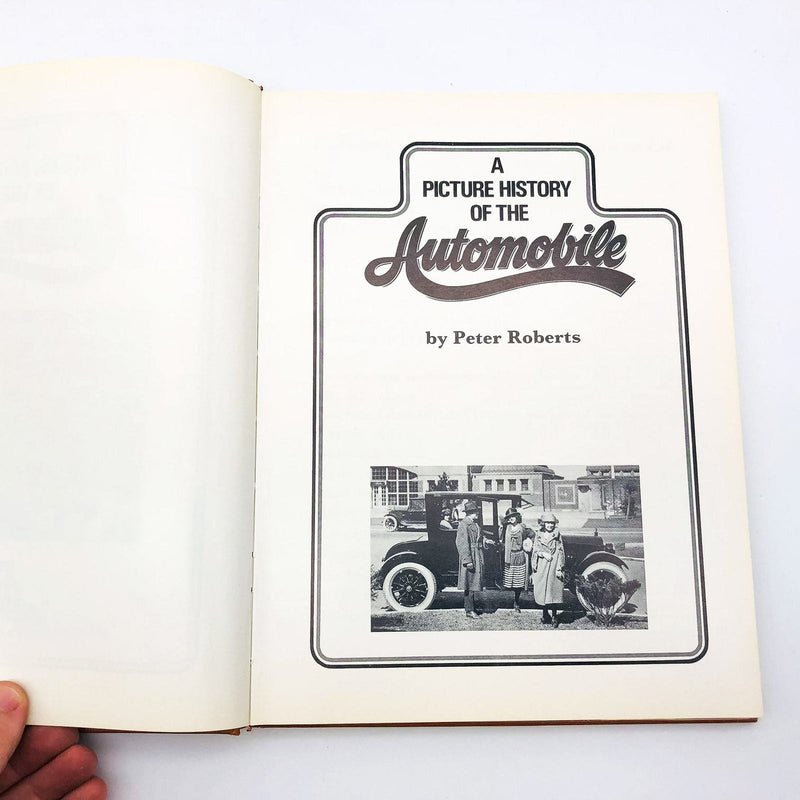 A
PICTURE HISTORY
OF THE
Automobile
by Peter Roberts